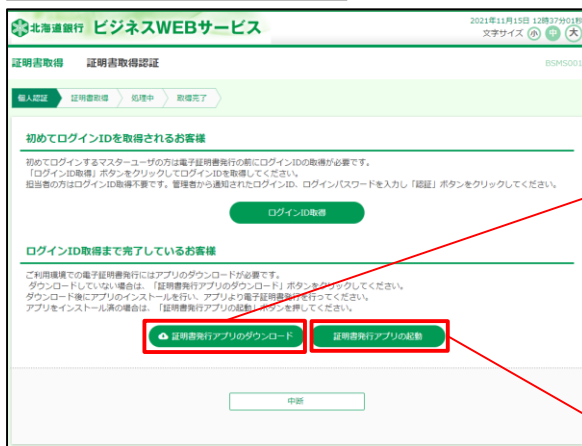 北海道銀行 ビジネスWEBサービス
2021年11月15日 12時37分01秒
文字サイズ 小 中 大
証明書取得 証明書取得認証
BSMS001
個人認証 証明書取得 処理中 取得完了
初めてログインIDを取得されるお客様
初めてログインするマスターユーザの方は電子証明書発行の前にログインIDの取得が必要です。
「ログインID取得」ボタンをクリックしてログインIDを取得してください。
担当者の方はログインID取得不要です。管理者から通知されたログインID、ログインパスワードを入力し「認証」ボタンをクリックしてください。
ログインID取得
ログインID取得まで完了しているお客様
ご利用環境での電子証明書発行にはアプリのダウンロードが必要です。
ダウンロードしていない場合は、「証明書発行アプリのダウンロード」ボタンをクリックしてください。
ダウンロード後にアプリのインストールを行い、アプリより電子証明書発行を行ってください。
アプリをインストール済の場合は、「証明書発行アプリの起動」ボタンを押してください。
証明書発行アプリのダウンロード 証明書発行アプリの起動
中断